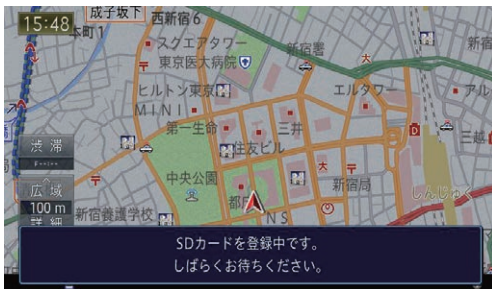 15:48
成子坂下
西新宿6
本町1
スクエアタワー
新宿署
東京医大病院
ヒルトン東京
エルタワー
MINI
第一生命
三井
住友ビル
三越
渋滞
中央公園
新宿局
しんじゅく
広域
100m
詳細
新宿養護学校
NS
SDカードを登録中です。
しばらくお待ちください。